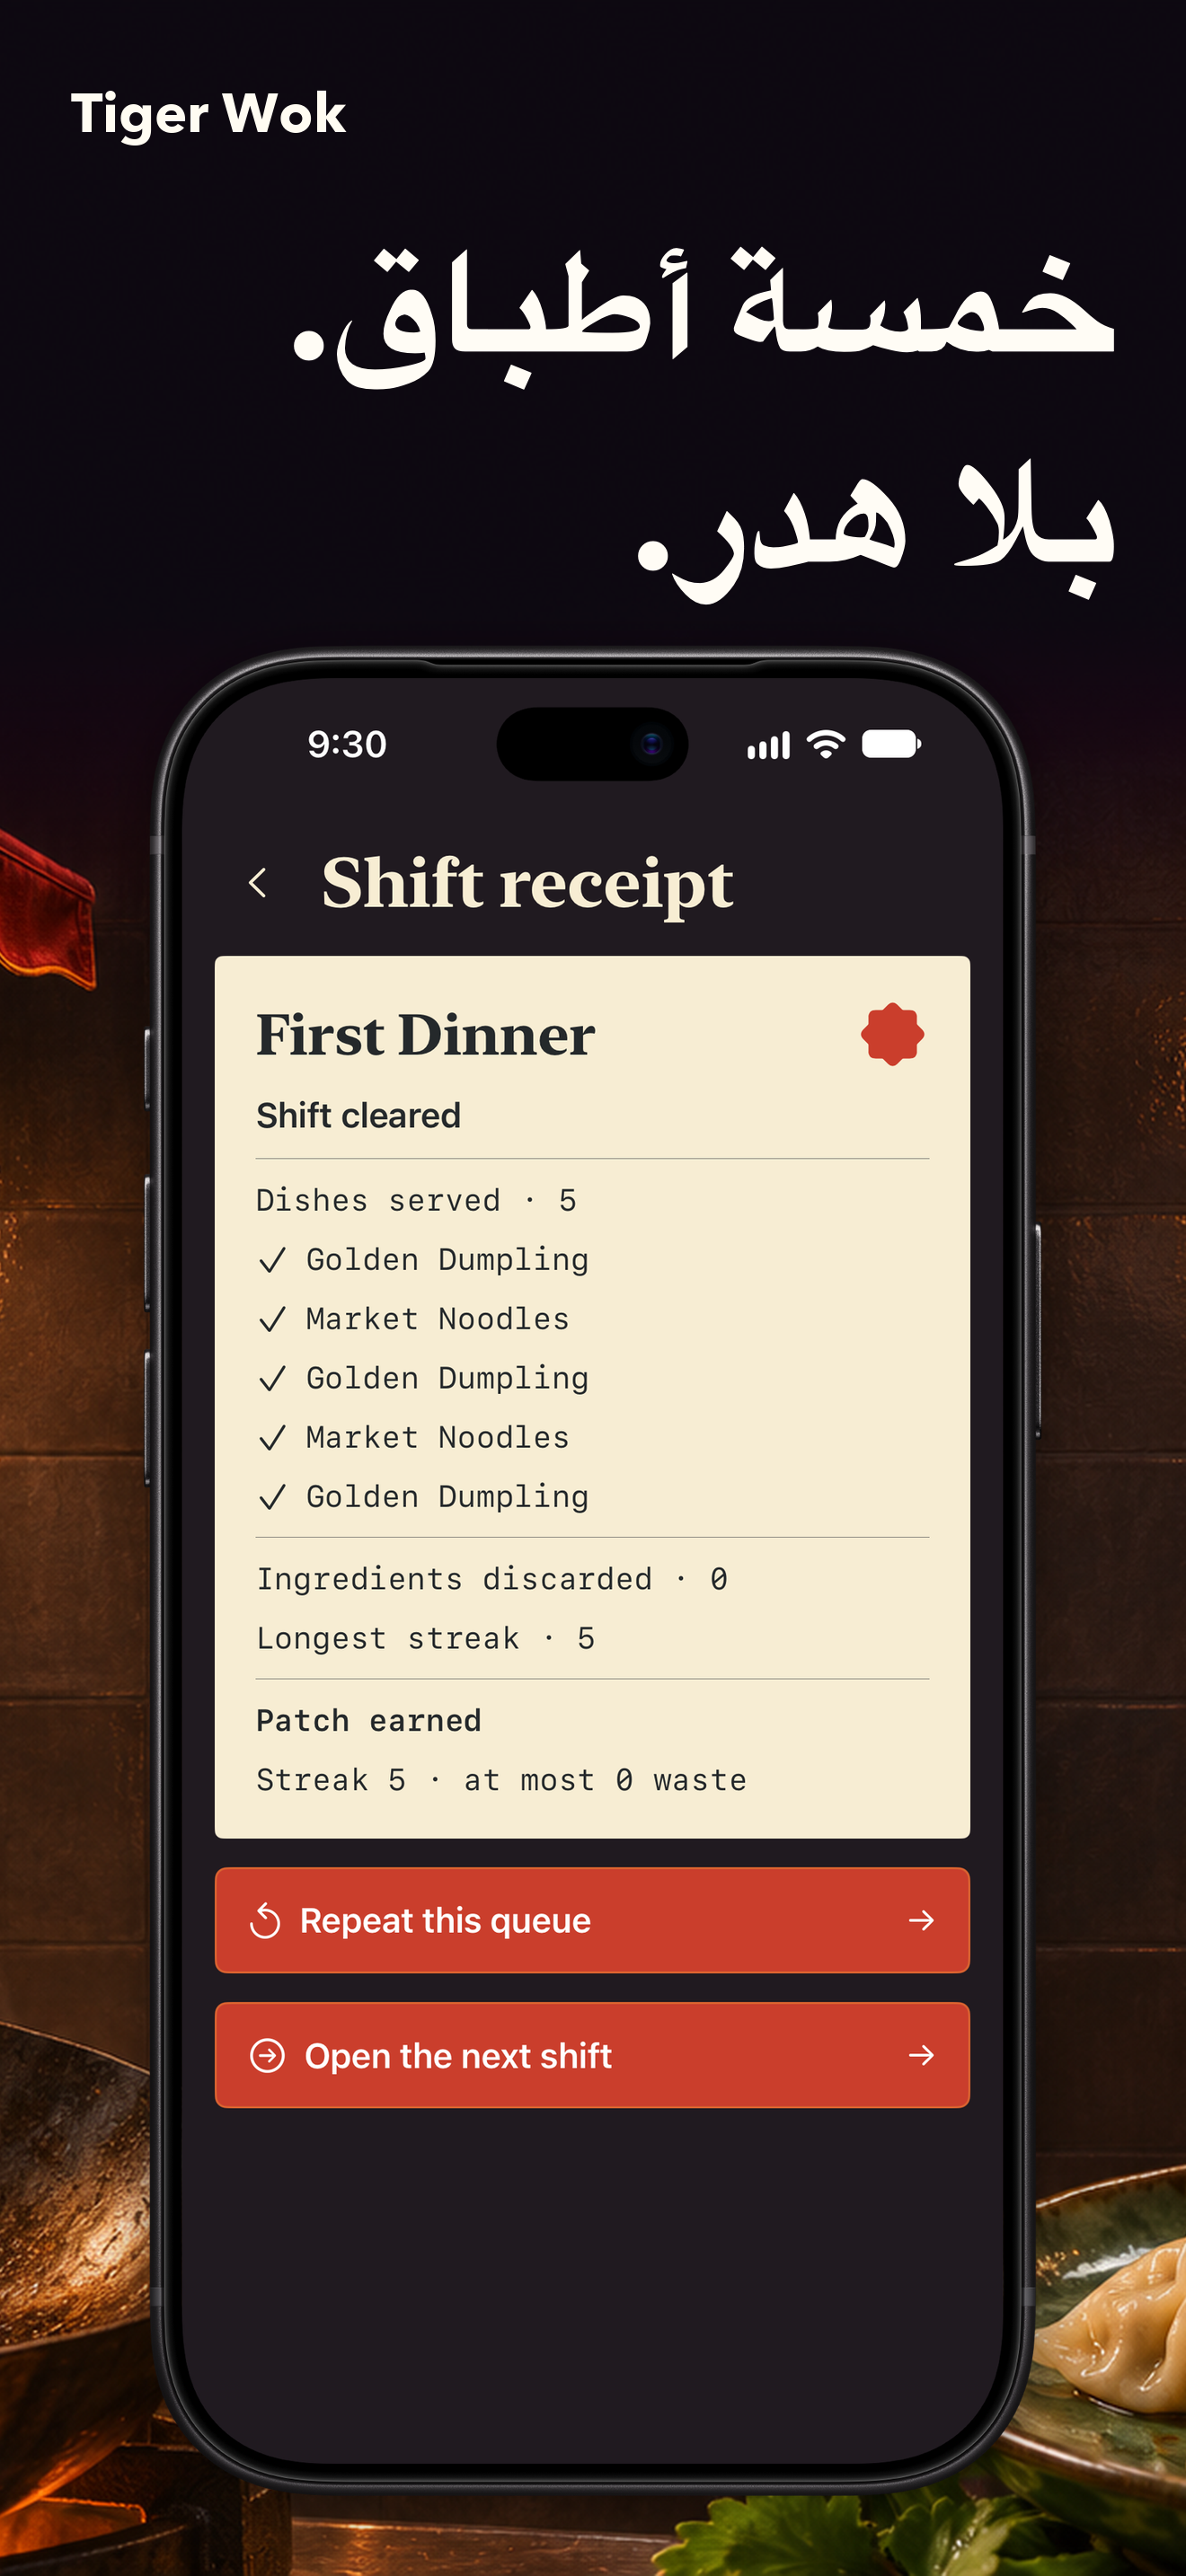 Tiger Wok
خمسة أطباق.
بلا هدر.
9:30
Shift receipt
First Dinner
Shift cleared
Dishes served · 5
✓ Golden Dumpling
✓ Market Noodles
✓ Golden Dumpling
✓ Market Noodles
✓ Golden Dumpling
Ingredients discarded · 0
Longest streak · 5
Patch earned
Streak 5 · at most 0 waste
Repeat this queue
Open the next shift